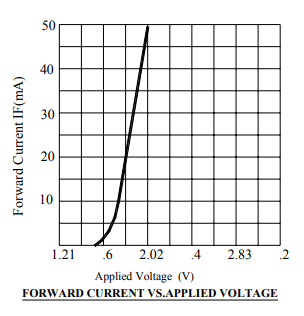 50
40
30
20
10
Forward Current IF(mA)
1.21 .6 2.02 .4 2.83 .2
Applied Voltage (V)
FORWARD CURRENT VS.APPLIED VOLTAGE